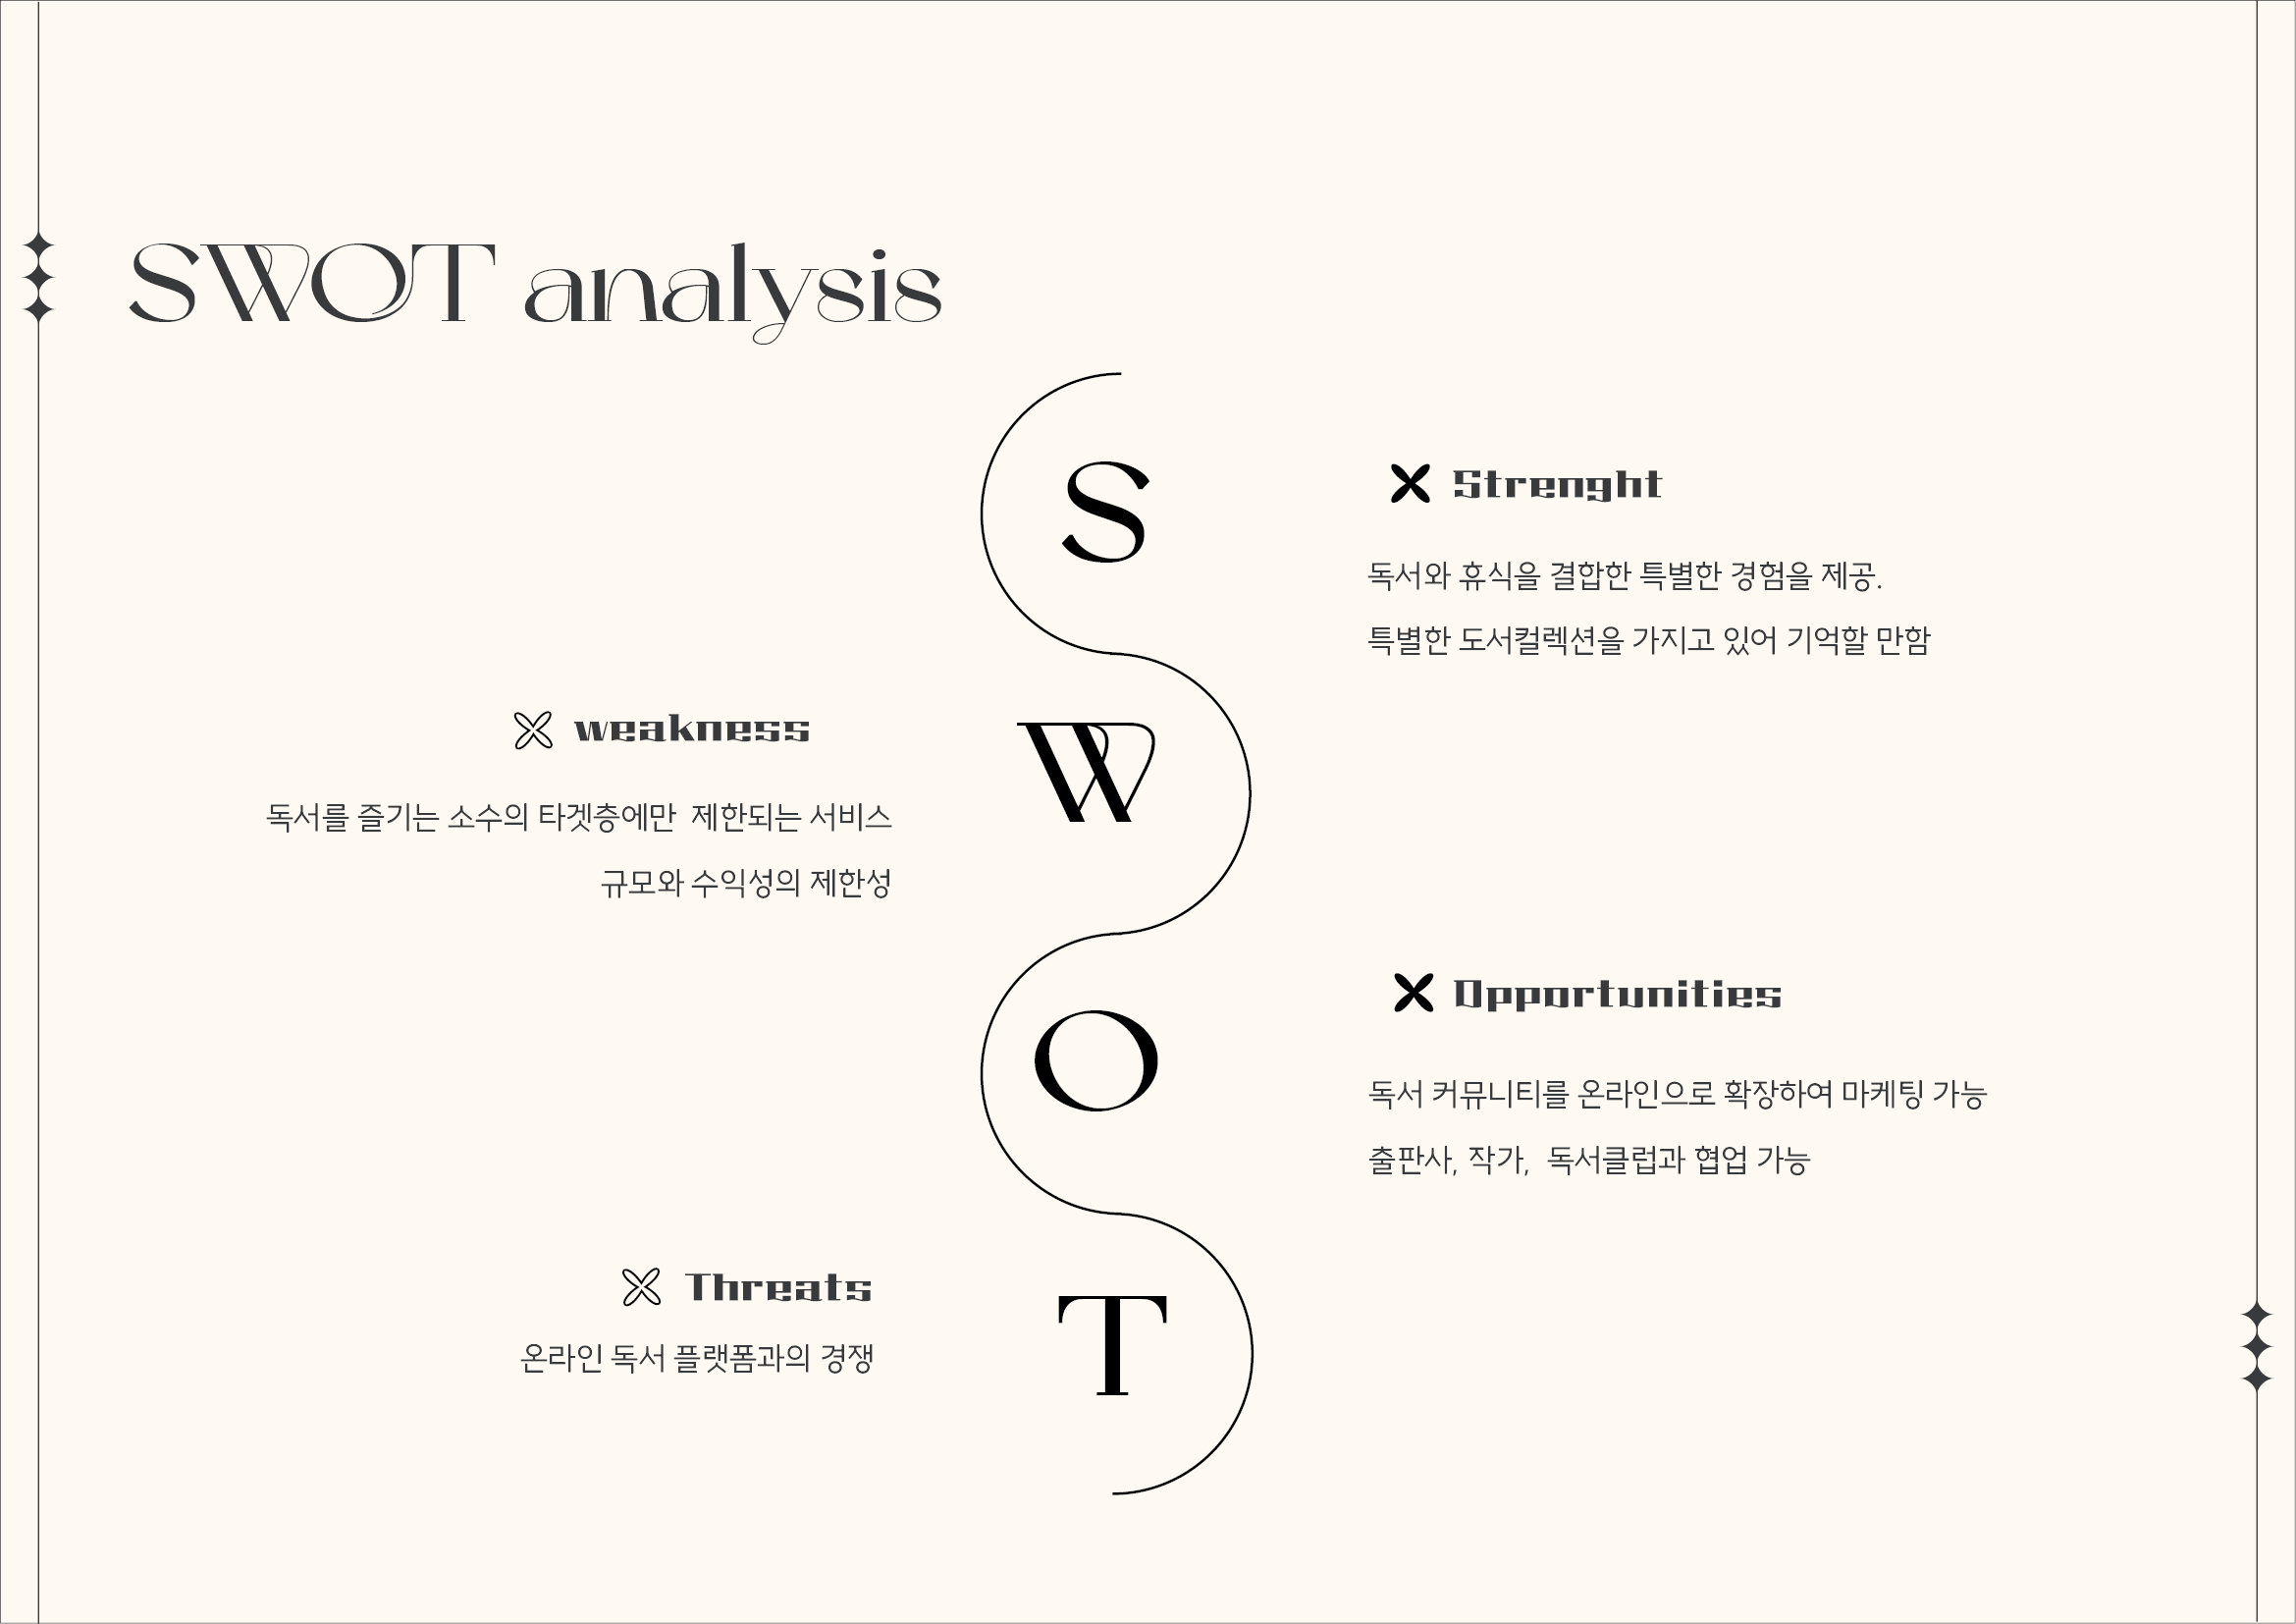 SWOT analysis
S
Strenght
독서와 휴식을 결합한 특별한 경험을 제공.
특별한 도서컬렉션을 가지고 있어 기억할 만함
W
weakness
독서를 즐기는 소수의 타겟층에만 제한되는 서비스
규모와 수익성의 제한성
O
Opportunities
독서 커뮤니티를 온라인으로 확장하여 마케팅 가능
출판사, 작가, 독서클럽과 협업 가능
T
Threats
온라인 독서 플랫폼과의 경쟁